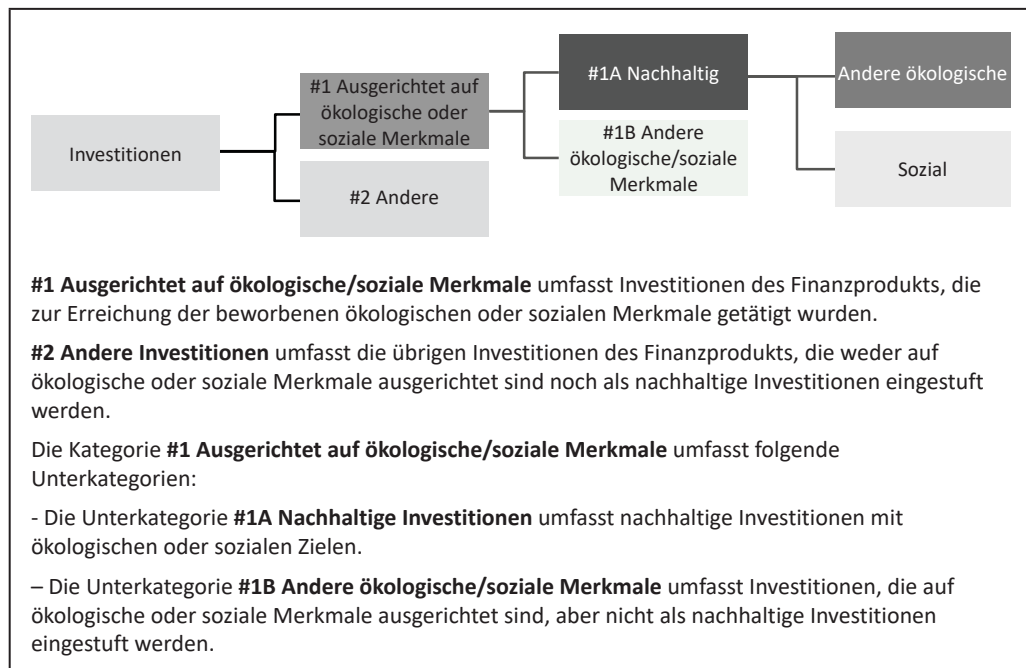 Investitionen
#1 Ausgerichtet auf
ökologische oder
soziale Merkmale
#2 Andere
#1A Nachhaltig
#1B Andere
ökologische/soziale
Merkmale
Andere ökologische
Sozial
#1 Ausgerichtet auf ökologische/soziale Merkmale umfasst Investitionen des Finanzprodukts, die
zur Erreichung der beworbenen ökologischen oder sozialen Merkmale getätigt wurden.
#2 Andere Investitionen umfasst die übrigen Investitionen des Finanzprodukts, die weder auf
ökologische oder soziale Merkmale ausgerichtet sind noch als nachhaltige Investitionen eingestuft
werden.
Die Kategorie #1 Ausgerichtet auf ökologische/soziale Merkmale umfasst folgende
Unterkategorien:
- Die Unterkategorie #1A Nachhaltige Investitionen umfasst nachhaltige Investitionen mit
ökologischen oder sozialen Zielen.
– Die Unterkategorie #1B Andere ökologische/soziale Merkmale umfasst Investitionen, die auf
ökologische oder soziale Merkmale ausgerichtet sind, aber nicht als nachhaltige Investitionen
eingestuft werden.